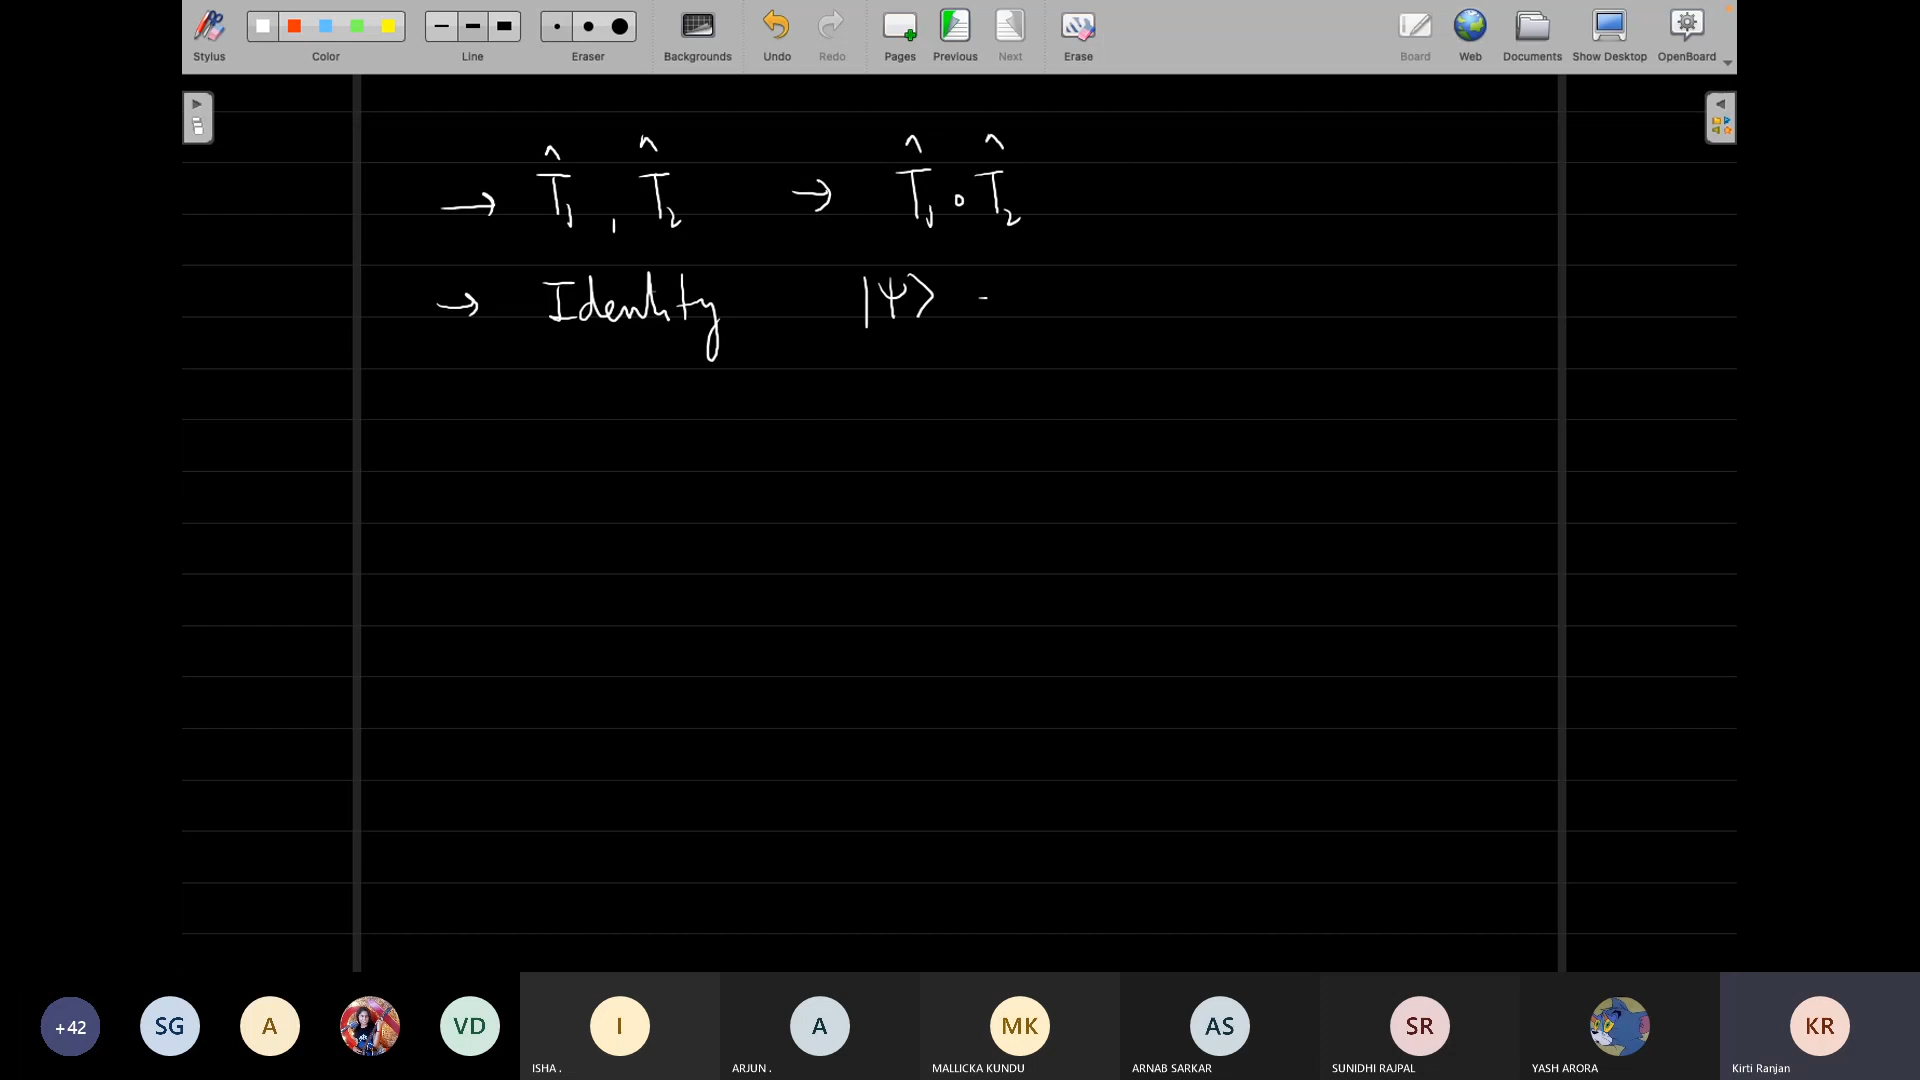 Stylus Color Line Eraser Backgrounds Undo Redo Pages Previous Next Erase Board Web Documents Show Desktop OpenBoard
→ T̂₁ , T̂₂ → T̂₁ ∘ T̂₂
→ Identity |Ψ⟩ -
+42 SG A VD I A MK AS SR KR
ISHA . ARJUN . MALLICKA KUNDU ARNAB SARKAR SUNIDHI RAJPAL YASH ARORA Kirti Ranjan